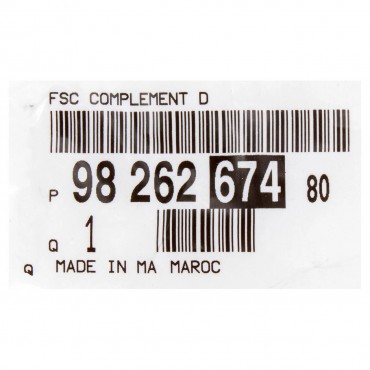 FSC COMPLEMENT D
P 98 262 674 80
Q 1
Q MADE IN MA MAROC